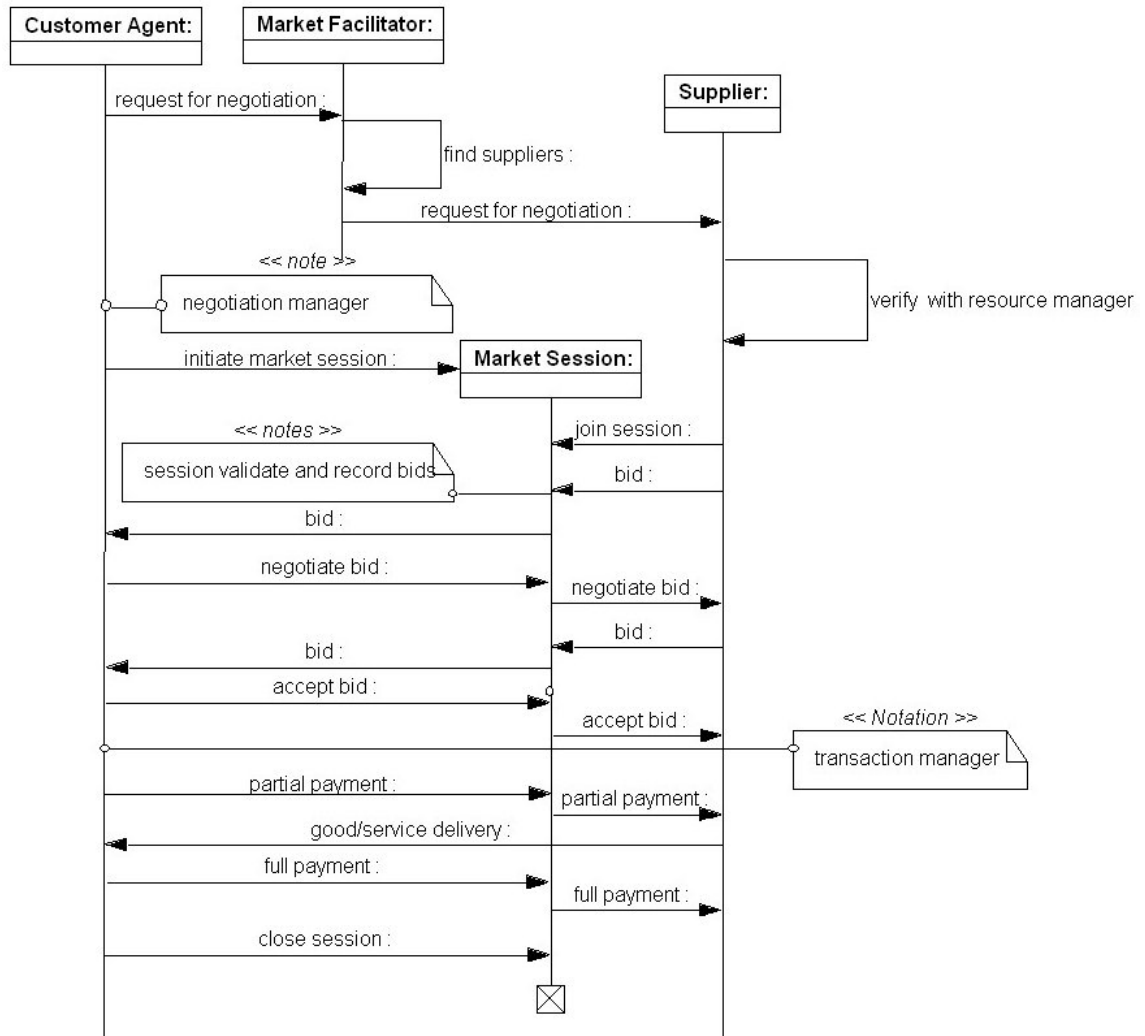 Customer Agent:
Market Facilitator:
Supplier:
request for negotiation :
find suppliers :
request for negotiation :
<< note >>
negotiation manager
verify with resource manager
initiate market session :
Market Session:
<< notes >>
join session :
session validate and record bids
bid :
bid :
negotiate bid :
negotiate bid :
bid :
bid :
accept bid :
accept bid :
<< Notation >>
transaction manager
partial payment :
partial payment :
good/service delivery :
full payment :
full payment :
close session :